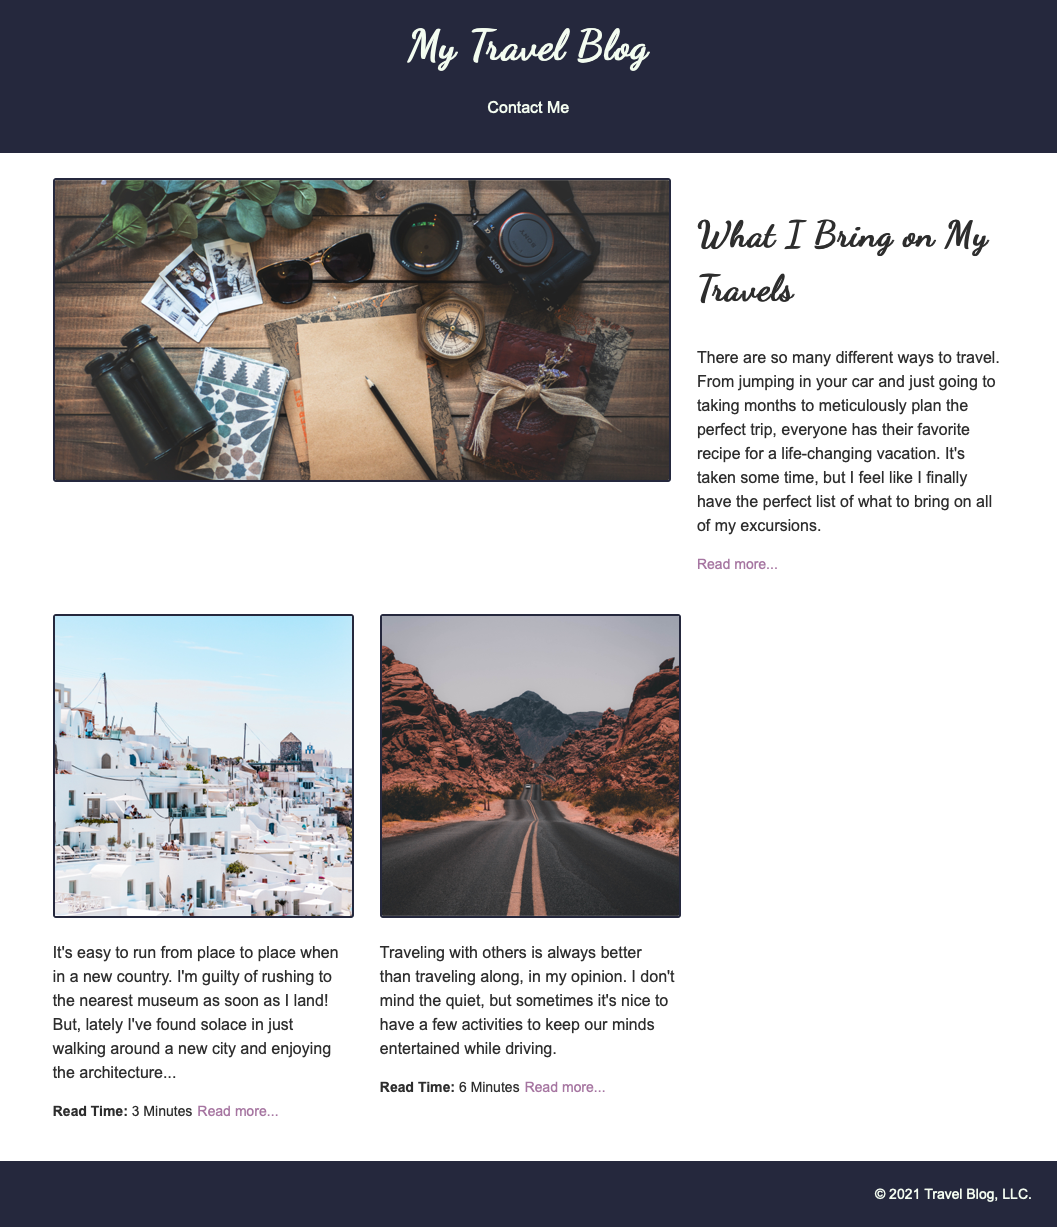 My Travel Blog
Contact Me
SONY
SONY
What I Bring on My
Travels
There are so many different ways to travel.
From jumping in your car and just going to
taking months to meticulously plan the
perfect trip, everyone has their favorite
recipe for a life-changing vacation. It's
taken some time, but I feel like I finally
have the perfect list of what to bring on all
of my excursions.
Read more...
It's easy to run from place to place when
in a new country. I'm guilty of rushing to
the nearest museum as soon as I land!
But, lately I've found solace in just
walking around a new city and enjoying
the architecture...
Read Time: 3 Minutes Read more...
Traveling with others is always better
than traveling along, in my opinion. I don't
mind the quiet, but sometimes it's nice to
have a few activities to keep our minds
entertained while driving.
Read Time: 6 Minutes Read more...
© 2021 Travel Blog, LLC.